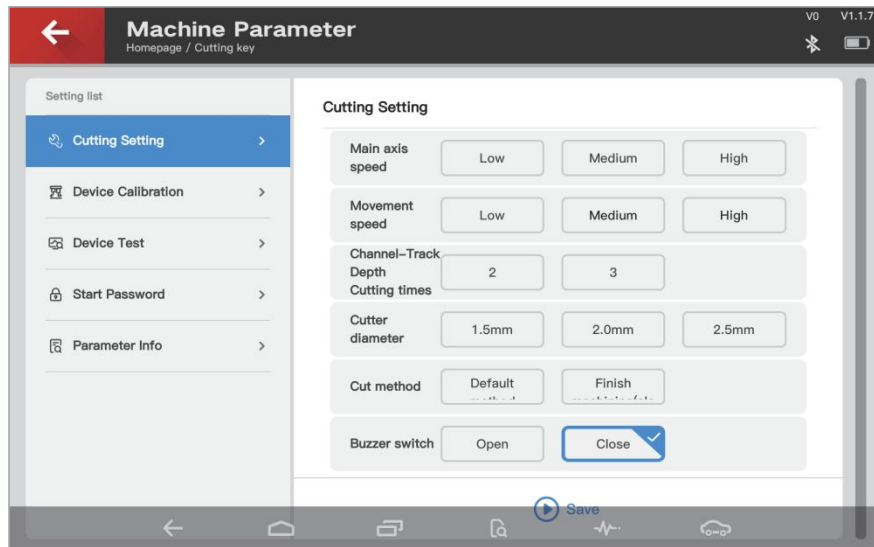 Machine Parameter
Homepage / Cutting key
V0 V1.1.7
Setting list
Cutting Setting
Device Calibration
Device Test
Start Password
Parameter Info
Cutting Setting
Main axis
speed
Low Medium High
Movement
speed
Low Medium High
Channel-Track
Depth
Cutting times
2 3
Cutter
diameter
1.5mm 2.0mm 2.5mm
Cut method
Default
Finish
Buzzer switch
Open Close
Save